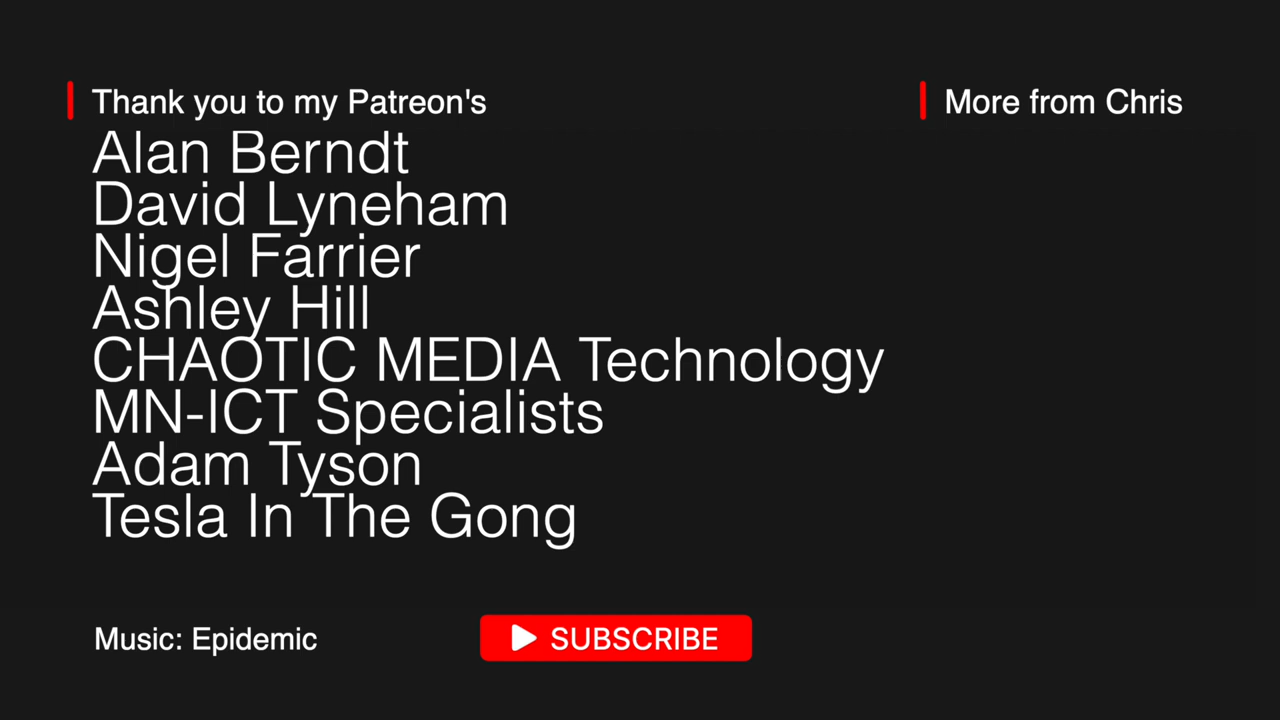 Thank you to my Patreon's
Alan Berndt
David Lyneham
Nigel Farrier
Ashley Hill
CHAOTIC MEDIA Technology
MN-ICT Specialists
Adam Tyson
Tesla In The Gong
More from Chris
Music: Epidemic
SUBSCRIBE